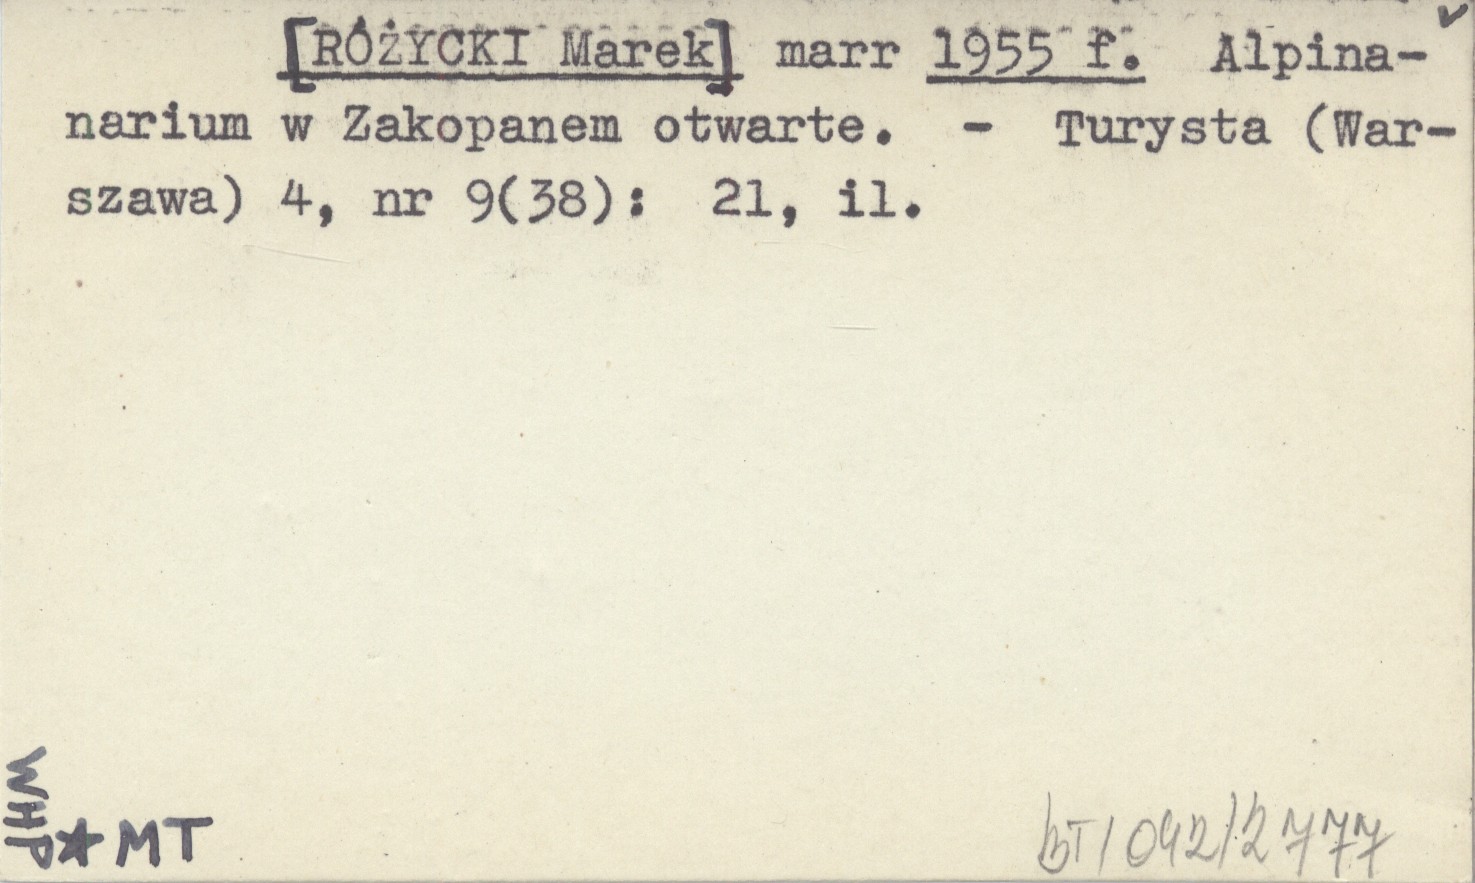 [RÓŻYCKI Marek] marr 1955 f. Alpina-
narium w Zakopanem otwarte. - Turysta (War-
szawa) 4, nr 9(38): 21, il.
WHP
★ MT
BT/092/2777